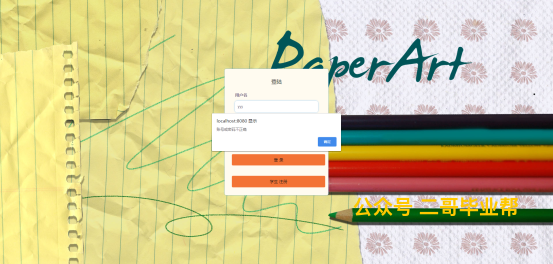 PaperArt
登陆
用户名
localhost:8080 显示
账号或密码不正确
确定
登 录
学生 注册
公众号 二哥毕业帮